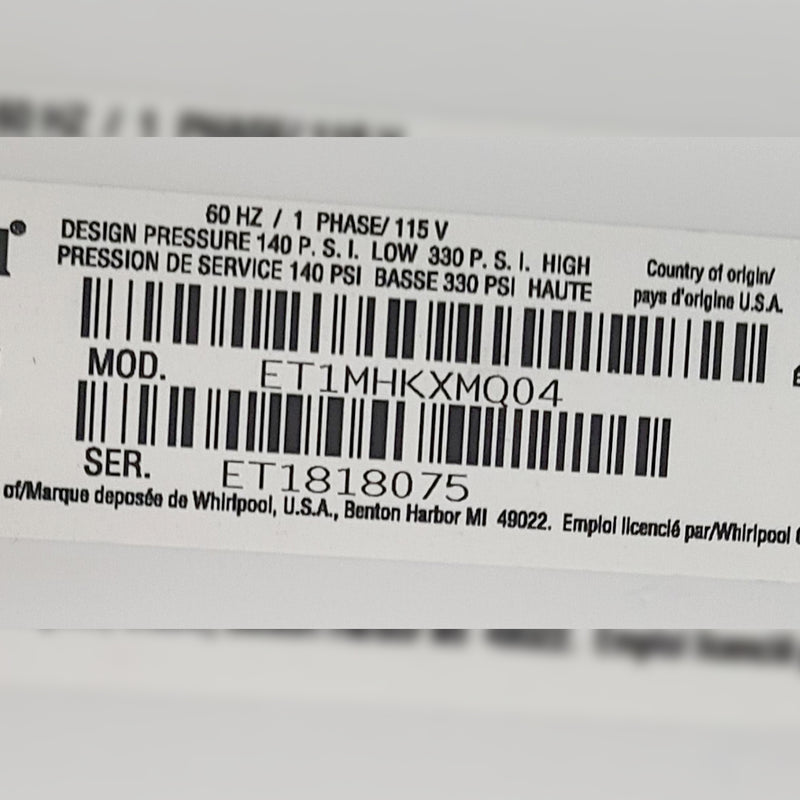 60 HZ / 1 PHASE/ 115 V
DESIGN PRESSURE 140 P. S. I. LOW 330 P. S. I. HIGH
PRESSION DE SERVICE 140 PSI BASSE 330 PSI HAUTE
Country of origin/
pays d'origine U.S.A.
MOD. ET1MHKXMQ04
SER. ET1818075
of/Marque deposée de Whirlpool, U.S.A., Benton Harbor MI 49022. Emploi licencié par/Whirlpool